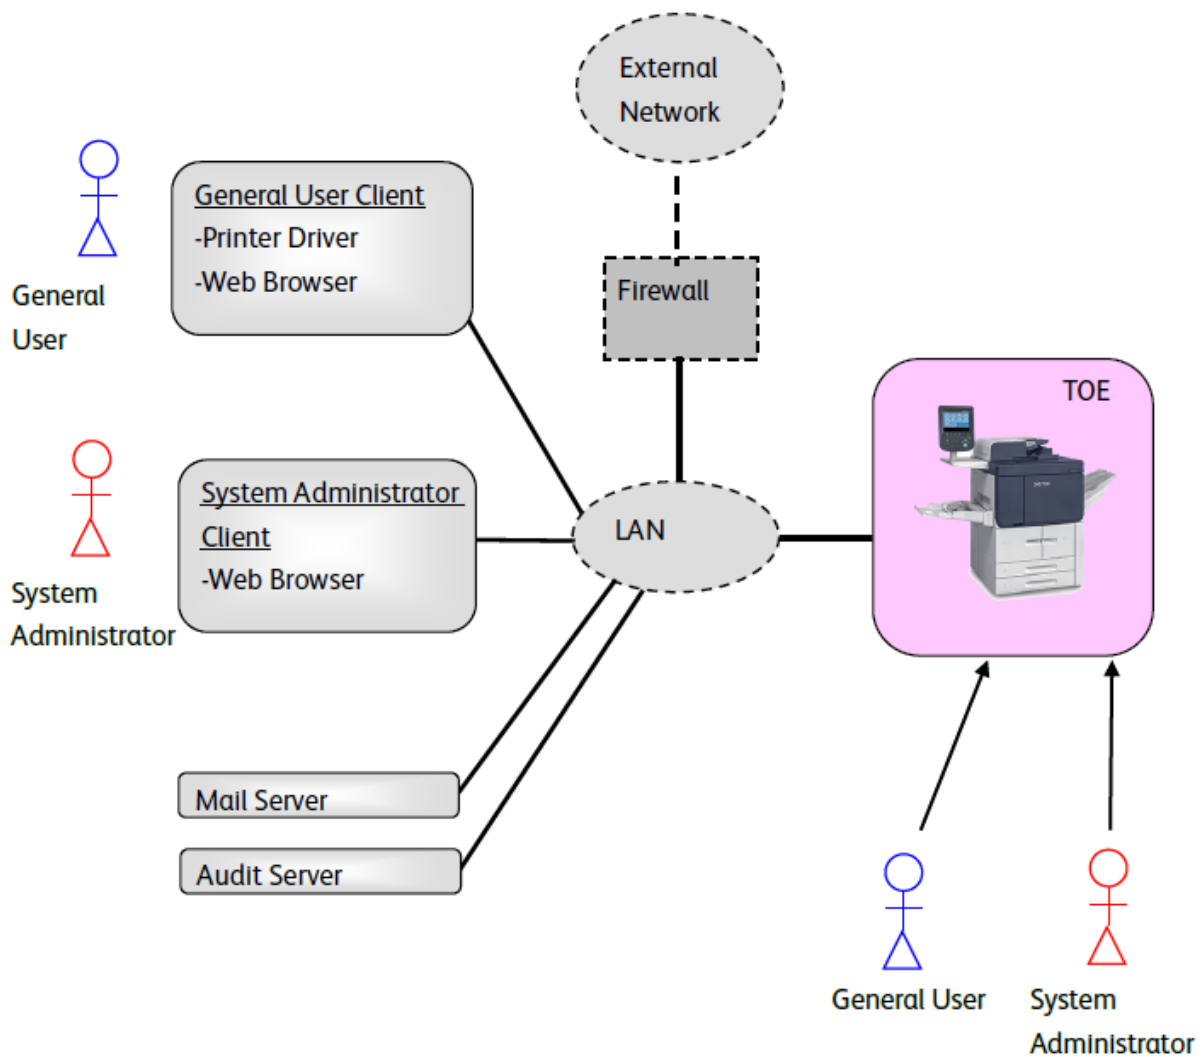 External
Network
General User Client
-Printer Driver
-Web Browser
General
User
Firewall
TOE
System Administrator
Client
-Web Browser
LAN
System
Administrator
Mail Server
Audit Server
General User
System
Administrator